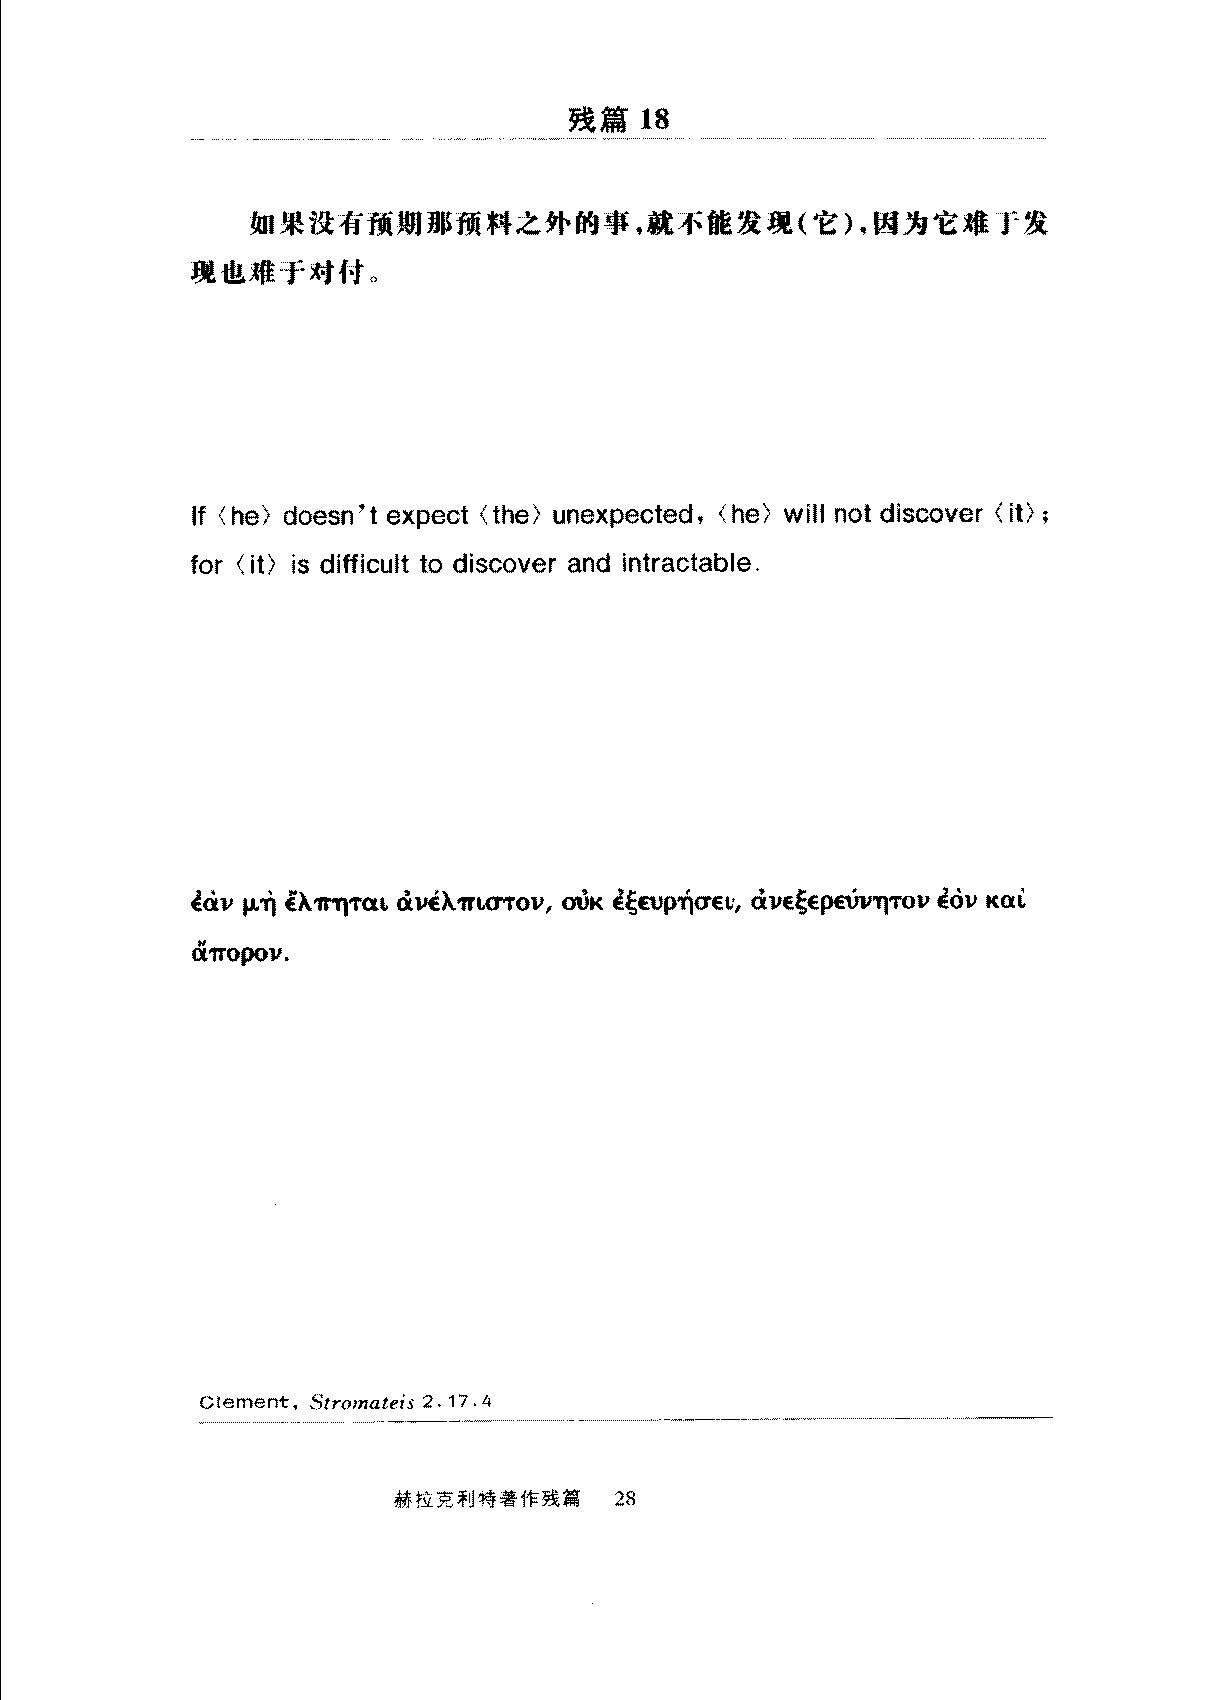 残篇 18
如果没有预期那预料之外的事,就不能发现(它),因为它难于发
现也难于对付。
If〈he〉doesn't expect〈the〉unexpected,〈he〉will not discover〈it〉;
for〈it〉is difficult to discover and intractable.
ἐὰν μὴ ἔλπηται ἀνέλπιστον, οὐκ ἐξευρήσει, ἀνεξερεύνητον ἐὸν καὶ
ἄπορον.
Clement, Stromateis 2.17.4
赫拉克利特著作残篇 28